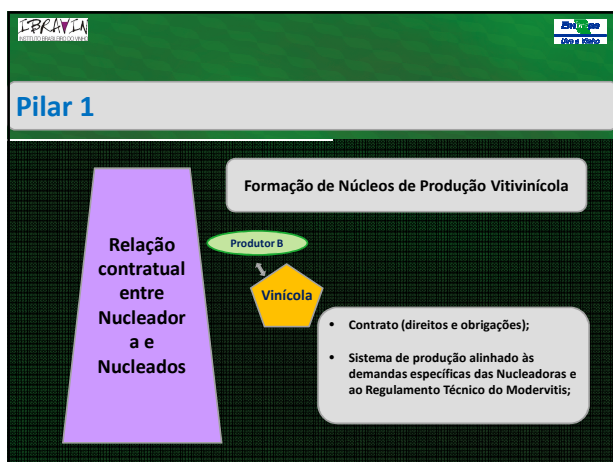 IBRAVIN
INSTITUTO BRASILEIRO DO VINHO
Embrapa
Uva e Vinho
Pilar 1
Formação de Núcleos de Produção Vitivinícola
Relação
contratual
entre
Nucleador
a e
Nucleados
Produtor B
Vinícola
• Contrato (direitos e obrigações);
• Sistema de produção alinhado às
demandas específicas das Nucleadoras e
ao Regulamento Técnico do Modervitis;